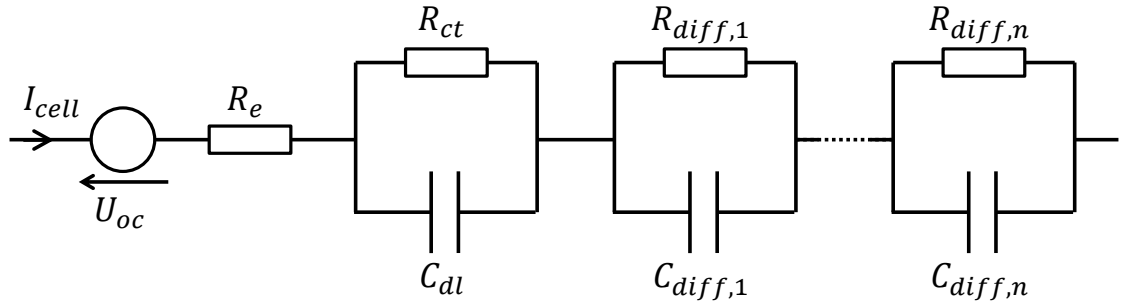 R_ct R_diff,1 R_diff,n
I_cell R_e
U_oc
C_dl C_diff,1 C_diff,n